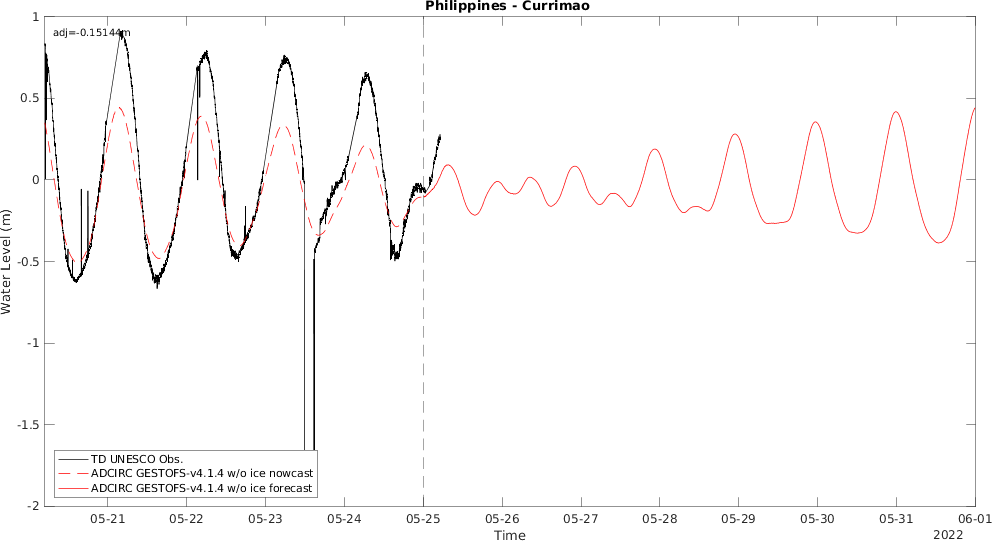 Philippines - Currimao
adj=-0.15144m
1
0.5
0
-0.5
-1
-1.5
-2
Water Level (m)
TD UNESCO Obs.
ADCIRC GESTOFS-v4.1.4 w/o ice nowcast
ADCIRC GESTOFS-v4.1.4 w/o ice forecast
05-21 05-22 05-23 05-24 05-25 05-26 05-27 05-28 05-29 05-30 05-31 06-01
Time
2022